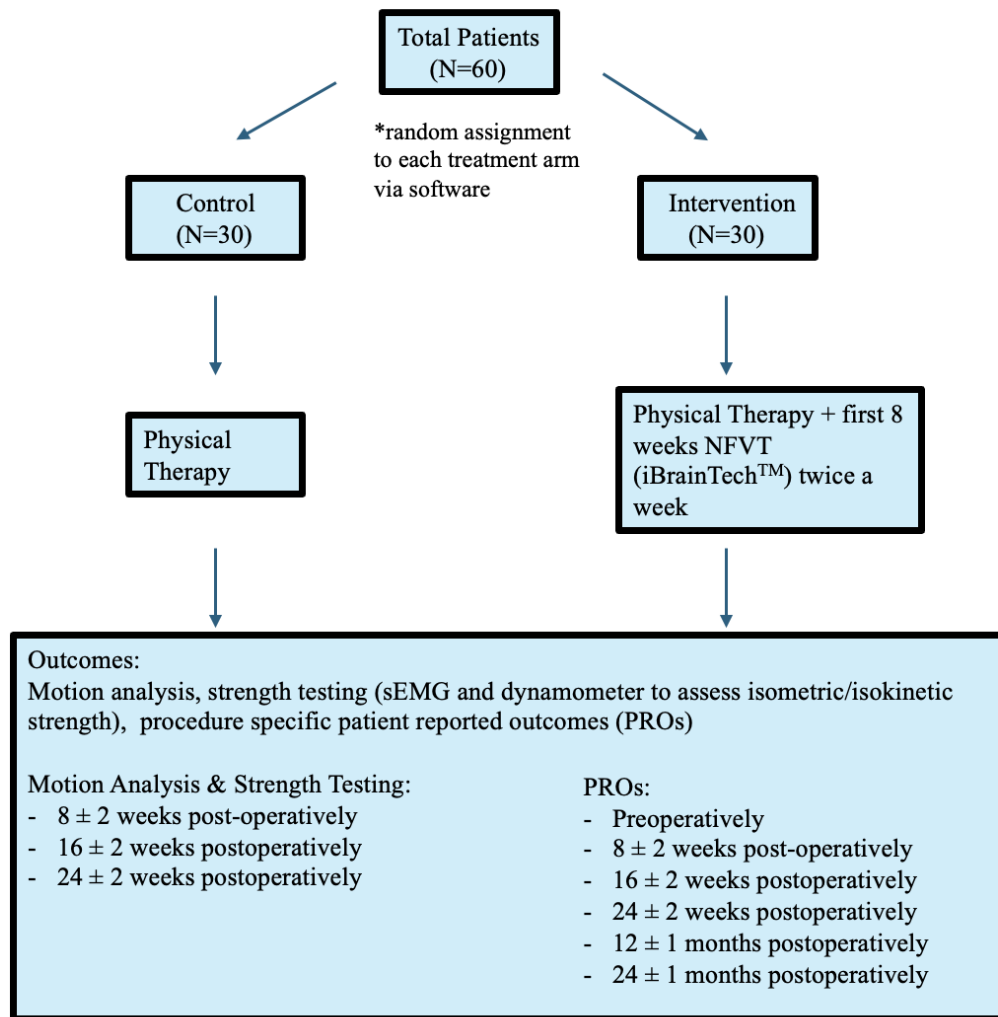 Total Patients
(N=60)
*random assignment
to each treatment arm
via software
Control
(N=30)
Intervention
(N=30)
Physical
Therapy
Physical Therapy + first 8
weeks NFVT
(iBrainTech™) twice a
week
Outcomes:
Motion analysis, strength testing (sEMG and dynamometer to assess isometric/isokinetic
strength),  procedure specific patient reported outcomes (PROs)
Motion Analysis & Strength Testing:
- 8 ± 2 weeks post-operatively
- 16 ± 2 weeks postoperatively
- 24 ± 2 weeks postoperatively
PROs:
- Preoperatively
- 8 ± 2 weeks post-operatively
- 16 ± 2 weeks postoperatively
- 24 ± 2 weeks postoperatively
- 12 ± 1 months postoperatively
- 24 ± 1 months postoperatively